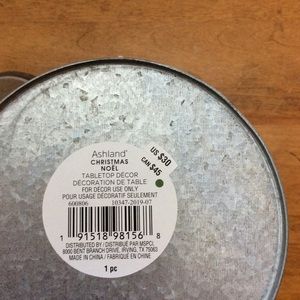 Ashland®
CHRISTMAS
NOËL
TABLETOP DÉCOR
DÉCORATION DE TABLE
FOR DÉCOR USE ONLY
POUR USAGE DÉCORATIF SEULEMENT
US $30
CAN $45
600806 10347-2019-07
1 91518 98156 8
DISTRIBUTED BY / DISTRIBUÉ PAR MSPCI,
8000 BENT BRANCH DRIVE, IRVING, TX 75063
MADE IN CHINA / FABRIQUÉ EN CHINE
1 pc